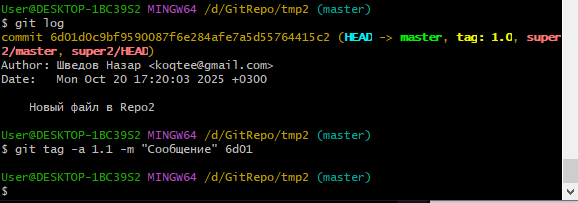 User@DESKTOP-1BC39S2 MINGW64 /d/GitRepo/tmp2 (master)
$ git log
commit 6d01d0c9bf9590087f6e284afe7a5d55764415c2 (HEAD -> master, tag: 1.0, super
2/master, super2/HEAD)
Author: Шведов Назар <koqtee@gmail.com>
Date:   Mon Oct 20 17:20:03 2025 +0300
    Новый файл в Repo2
User@DESKTOP-1BC39S2 MINGW64 /d/GitRepo/tmp2 (master)
$ git tag -a 1.1 -m "Сообщение" 6d01
User@DESKTOP-1BC39S2 MINGW64 /d/GitRepo/tmp2 (master)
$